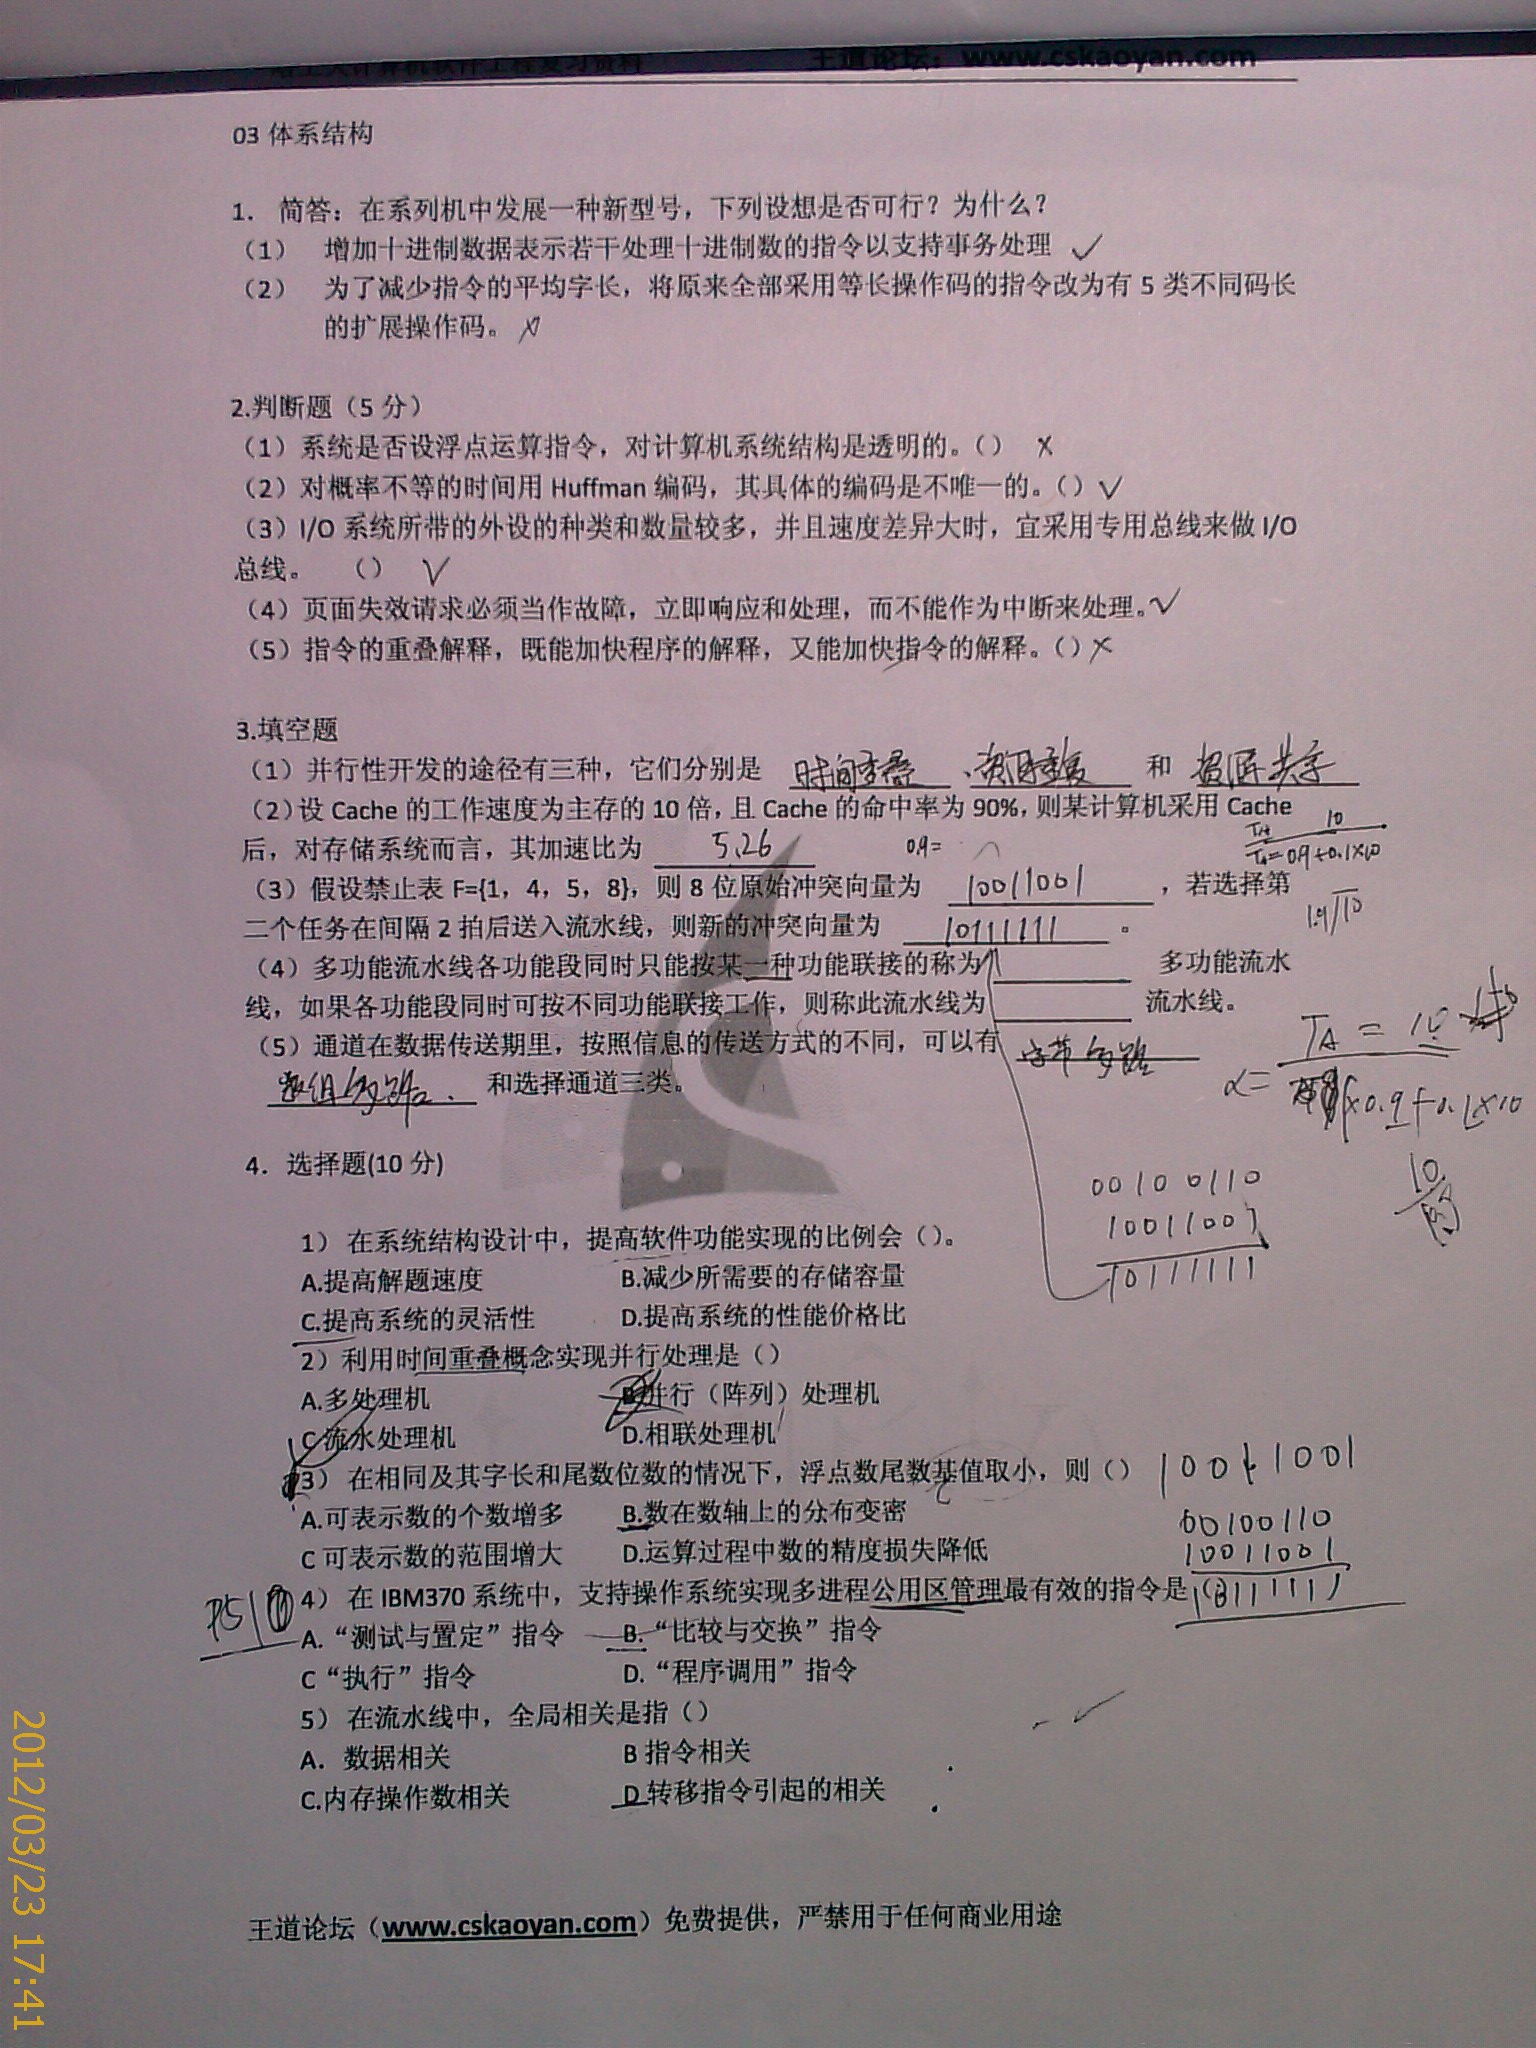 哈工大计算机软件工程复习资料 王道论坛：www.cskaoyan.com
03 体系结构
1. 简答：在系列机中发展一种新型号，下列设想是否可行？为什么？
（1） 增加十进制数据表示若干处理十进制数的指令以支持事务处理 ✓
（2） 为了减少指令的平均字长，将原来全部采用等长操作码的指令改为有 5 类不同码长
的扩展操作码。 ×
2.判断题（5 分）
（1）系统是否设浮点运算指令，对计算机系统结构是透明的。（） ×
（2）对概率不等的时间用 Huffman 编码，其具体的编码是不唯一的。（）✓
（3）I/O 系统所带的外设的种类和数量较多，并且速度差异大时，宜采用专用总线来做 I/O
总线。 （） ✓
（4）页面失效请求必须当作故障，立即响应和处理，而不能作为中断来处理。✓
（5）指令的重叠解释，既能加快程序的解释，又能加快指令的解释。（）×
3.填空题
（1）并行性开发的途径有三种，它们分别是 时间重叠 、资源重复 和 资源共享
（2）设 Cache 的工作速度为主存的 10 倍，且 Cache 的命中率为 90%，则某计算机采用 Cache
后，对存储系统而言，其加速比为 5.26 0.9=
10
0.9+0.1×10
（3）假设禁止表 F={1，4，5，8}，则 8 位原始冲突向量为 10011001 ，若选择第
二个任务在间隔 2 拍后送入流水线，则新的冲突向量为 10111111 。
1.9/10
（4）多功能流水线各功能段同时只能按某一种功能联接的称为 多功能流水
线，如果各功能段同时可按不同功能联接工作，则称此流水线为 流水线。
（5）通道在数据传送期里，按照信息的传送方式的不同，可以有 字节多路
数组多路、 和选择通道三类。
TA = 10
α=
×0.9+0.1×10
10
4. 选择题(10 分)
00100110
10011001
10111111
1） 在系统结构设计中，提高软件功能实现的比例会（）。
A.提高解题速度 B.减少所需要的存储容量
C.提高系统的灵活性 D.提高系统的性能价格比
2）利用时间重叠概念实现并行处理是（）
A.多处理机 B并行（阵列）处理机
C 流水处理机 D.相联处理机
3） 在相同及其字长和尾数位数的情况下，浮点数尾数基值取小，则（） 10011001
A.可表示数的个数增多 B.数在数轴上的分布变密
00100110
C 可表示数的范围增大 D.运算过程中数的精度损失降低
10011001
4） 在 IBM370 系统中，支持操作系统实现多进程公用区管理最有效的指令是
A. “测试与置定”指令 B. “比较与交换”指令
C“执行”指令 D. “程序调用”指令
5） 在流水线中，全局相关是指（）
A. 数据相关 B 指令相关
C.内存操作数相关 D 转移指令引起的相关
王道论坛（www.cskaoyan.com）免费提供，严禁用于任何商业用途
2012/03/23 17:41